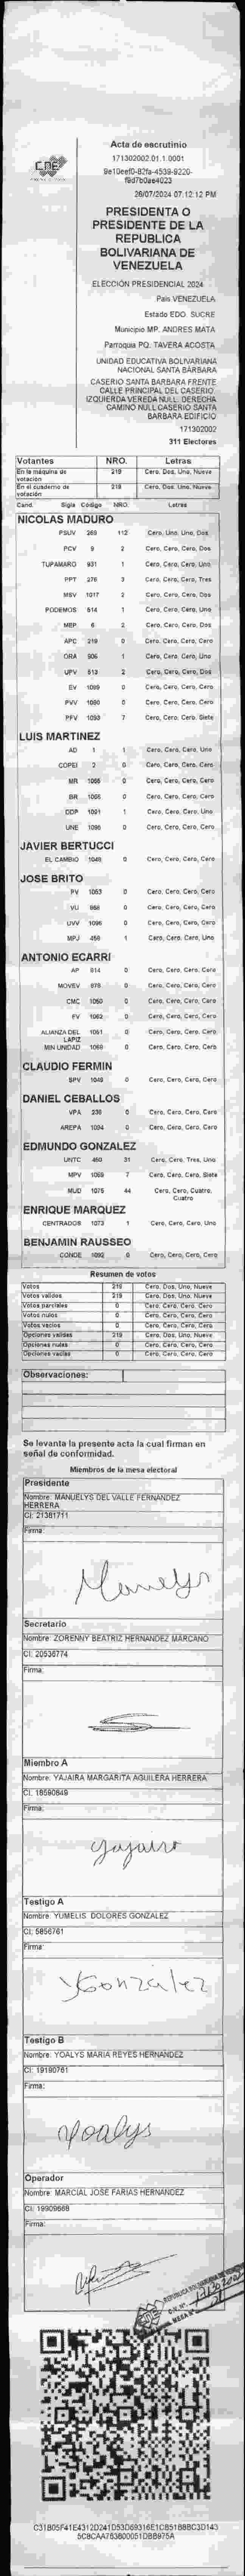 CNE
Acta de escrutinio
171302002.01.1.0001
28/07/2024 07:12:12 PM
PRESIDENTA O
PRESIDENTE DE LA
REPUBLICA
BOLIVARIANA DE
VENEZUELA
ELECCIÓN PRESIDENCIAL 2024
País VENEZUELA
Estado EDO. SUCRE
Municipio MP. ANDRES MATA
Parroquia PQ. TAVERA ACOSTA
UNIDAD EDUCATIVA BOLIVARIANA
NACIONAL SANTA BÁRBARA
CASERIO SANTA BARBARA FRENTE
CALLE PRINCIPAL DEL CASERIO.
IZQUIERDA VEREDA NULL. DERECHA
CAMINO NULL CASERIO SANTA
BARBARA EDIFICIO
171302002
311 Electores
Votantes NRO. Letras
En la máquina de votación 219 Cero, Dos, Uno, Nueve
En el cuaderno de votación 219 Cero, Dos, Uno, Nueve
Cand. Sigla Código NRO. Letras
NICOLAS MADURO
PSUV 269 112 Cero, Uno, Uno, Dos
PCV 9 2 Cero, Cero, Cero, Dos
TUPAMARO 931 1 Cero, Cero, Cero, Uno
PPT 276 3 Cero, Cero, Cero, Tres
MSV 1017 2 Cero, Cero, Cero, Dos
PODEMOS 514 1 Cero, Cero, Cero, Uno
MEP 6 2 Cero, Cero, Cero, Dos
APC 219 0 Cero, Cero, Cero, Cero
ORA 906 1 Cero, Cero, Cero, Uno
UPV 513 2 Cero, Cero, Cero, Dos
EV 1089 0 Cero, Cero, Cero, Cero
PVV 1090 0 Cero, Cero, Cero, Cero
PFV 1093 7 Cero, Cero, Cero, Siete
LUIS MARTINEZ
AD 1 1 Cero, Cero, Cero, Uno
COPEI 2 0 Cero, Cero, Cero, Cero
MR 0 Cero, Cero, Cero, Cero
BR 0 Cero, Cero, Cero, Cero
DDP 1091 1 Cero, Cero, Cero, Uno
UNE 1095 0 Cero, Cero, Cero, Cero
JAVIER BERTUCCI
EL CAMBIO 1048 0 Cero, Cero, Cero, Cero
JOSE BRITO
PV 1053 0 Cero, Cero, Cero, Cero
VU 868 0 Cero, Cero, Cero, Cero
UVV 1096 0 Cero, Cero, Cero, Cero
MPJ 456 1 Cero, Cero, Cero, Uno
ANTONIO ECARRI
AP 814 0 Cero, Cero, Cero, Cero
MOVEV 878 0 Cero, Cero, Cero, Cero
CMC 1050 0 Cero, Cero, Cero, Cero
FV 1062 0 Cero, Cero, Cero, Cero
ALIANZA DEL LAPIZ 1051 0 Cero, Cero, Cero, Cero
MIN UNIDAD 1069 0 Cero, Cero, Cero, Cero
CLAUDIO FERMIN
SPV 1049 0 Cero, Cero, Cero, Cero
DANIEL CEBALLOS
VPA 230 0 Cero, Cero, Cero, Cero
AREPA 1094 0 Cero, Cero, Cero, Cero
EDMUNDO GONZALEZ
UNTC 460 31 Cero, Cero, Tres, Uno
MPV 1069 7 Cero, Cero, Cero, Siete
MUD 1075 44 Cero, Cero, Cuatro, Cuatro
ENRIQUE MARQUEZ
CENTRADOS 1073 1 Cero, Cero, Cero, Uno
BENJAMIN RAUSSEO
CONDE 1092 0 Cero, Cero, Cero, Cero
Resumen de votos
Votos 219 Cero, Dos, Uno, Nueve
Votos válidos 219 Cero, Dos, Uno, Nueve
Votos parciales 0 Cero, Cero, Cero, Cero
Votos nulos 0 Cero, Cero, Cero, Cero
Votos vacíos 0 Cero, Cero, Cero, Cero
Opciones válidas 219 Cero, Dos, Uno, Nueve
Opciones nulas 0 Cero, Cero, Cero, Cero
Opciones vacías 0 Cero, Cero, Cero, Cero
Observaciones:
Se levanta la presente acta la cual firman en
señal de conformidad.
Miembros de la mesa electoral
Presidente
Nombre: MANUELYS DEL VALLE FERNANDEZ
HERRERA
CI: 21381711
Firma:
Manuelys
Secretario
Nombre: ZORENNY BEATRIZ HERNANDEZ MARCANO
CI: 20538774
Firma:
Miembro A
Nombre: YAJAIRA MARGARITA AGUILERA HERRERA
CI: 18590849
Firma:
Yajaira
Testigo A
Nombre: YUMELIS DOLORES GONZALEZ
CI: 5856761
Firma:
YGonzalez
Testigo B
Nombre: YOALYS MARIA REYES HERNANDEZ
CI: 19190761
Firma:
Yoalys
Operador
Nombre: MARCIAL JOSE FARIAS HERNANDEZ
CI: 19909668
Firma: